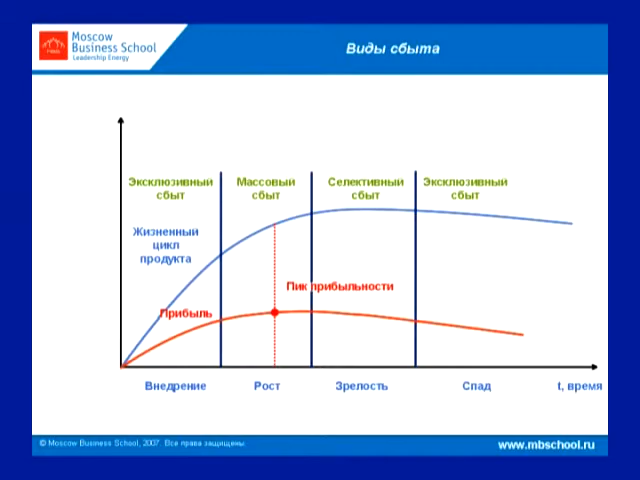 Moscow
Business School
Leadership Energy
Виды сбыта
Эксклюзивный
сбыт
Массовый
сбыт
Селективный
сбыт
Эксклюзивный
сбыт
Жизненный
цикл
продукта
Пик прибыльности
Прибыль
Внедрение
Рост
Зрелость
Спад
t, время
© Moscow Business School, 2007. Все права защищены.
www.mbschool.ru